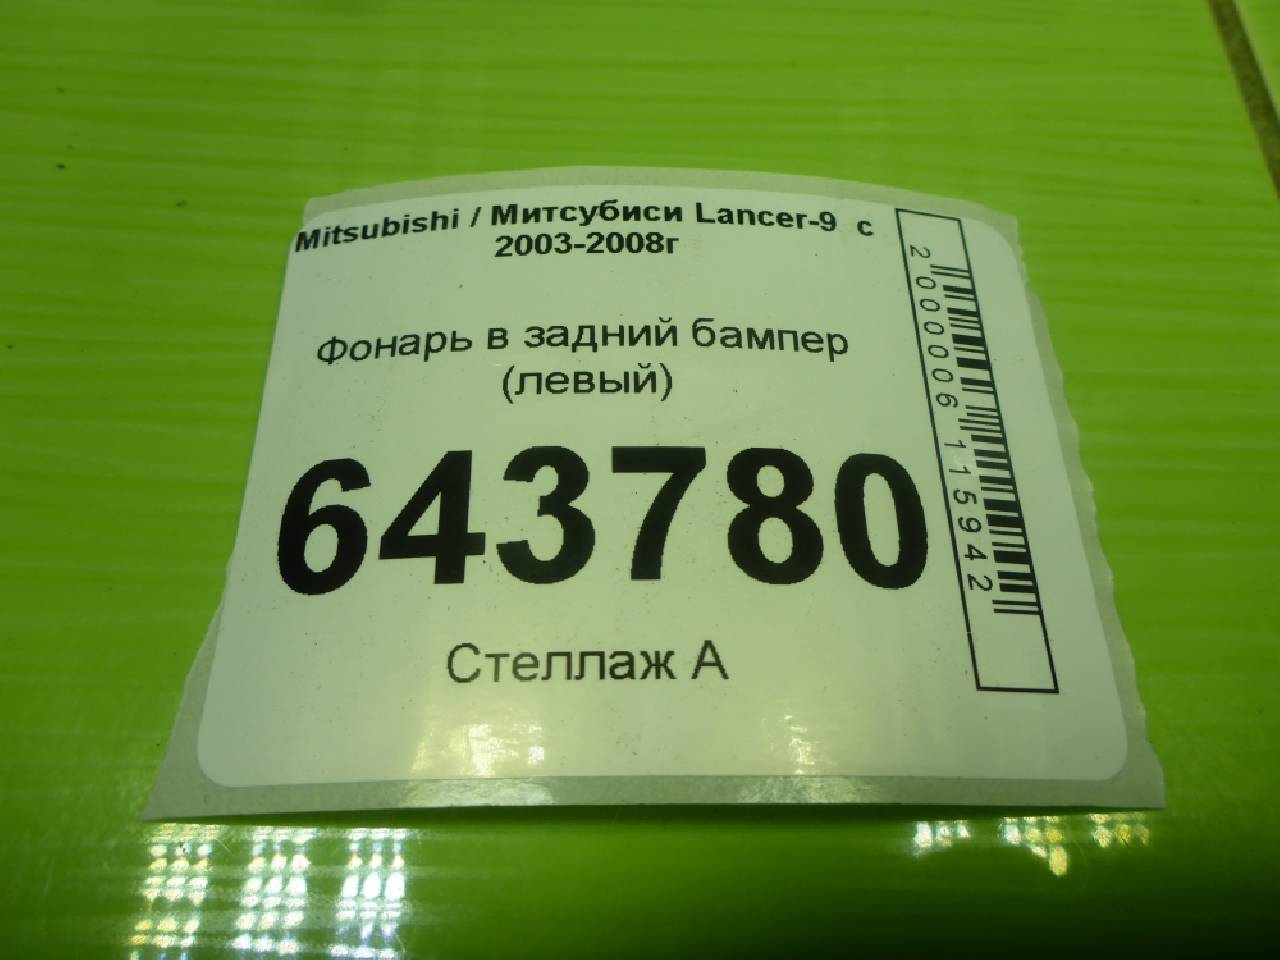 Mitsubishi / Митсубиси Lancer-9 с
2003-2008г
Фонарь в задний бампер
(левый)
643780
Стеллаж А
2000006115942